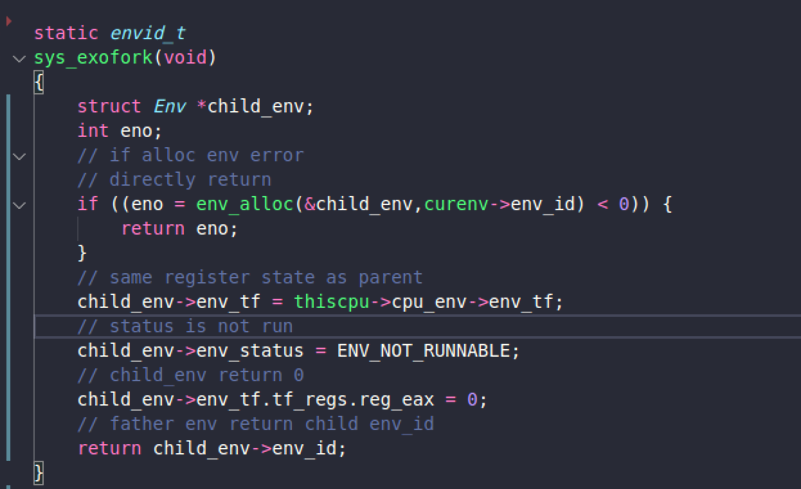 static envid_t
sys_exofork(void)
{
    struct Env *child_env;
    int eno;
    // if alloc env error
    // directly return
    if ((eno = env_alloc(&child_env,curenv->env_id) < 0)) {
        return eno;
    }
    // same register state as parent
    child_env->env_tf = thiscpu->cpu_env->env_tf;
    // status is not run
    child_env->env_status = ENV_NOT_RUNNABLE;
    // child_env return 0
    child_env->env_tf.tf_regs.reg_eax = 0;
    // father env return child env_id
    return child_env->env_id;
}